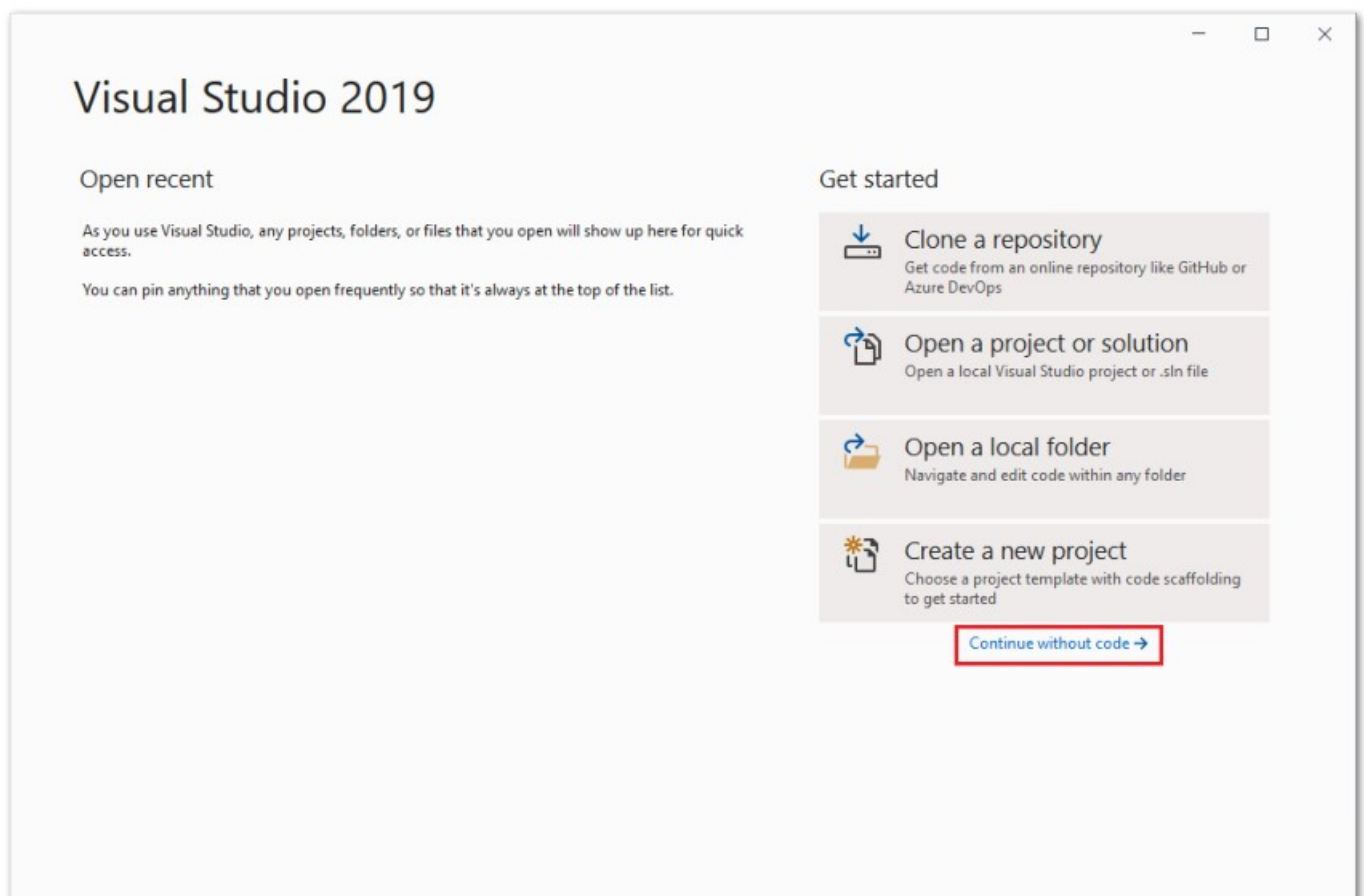 Visual Studio 2019
Open recent
As you use Visual Studio, any projects, folders, or files that you open will show up here for quick
access.
You can pin anything that you open frequently so that it's always at the top of the list.
Get started
Clone a repository
Get code from an online repository like GitHub or
Azure DevOps
Open a project or solution
Open a local Visual Studio project or .sln file
Open a local folder
Navigate and edit code within any folder
Create a new project
Choose a project template with code scaffolding
to get started
Continue without code →